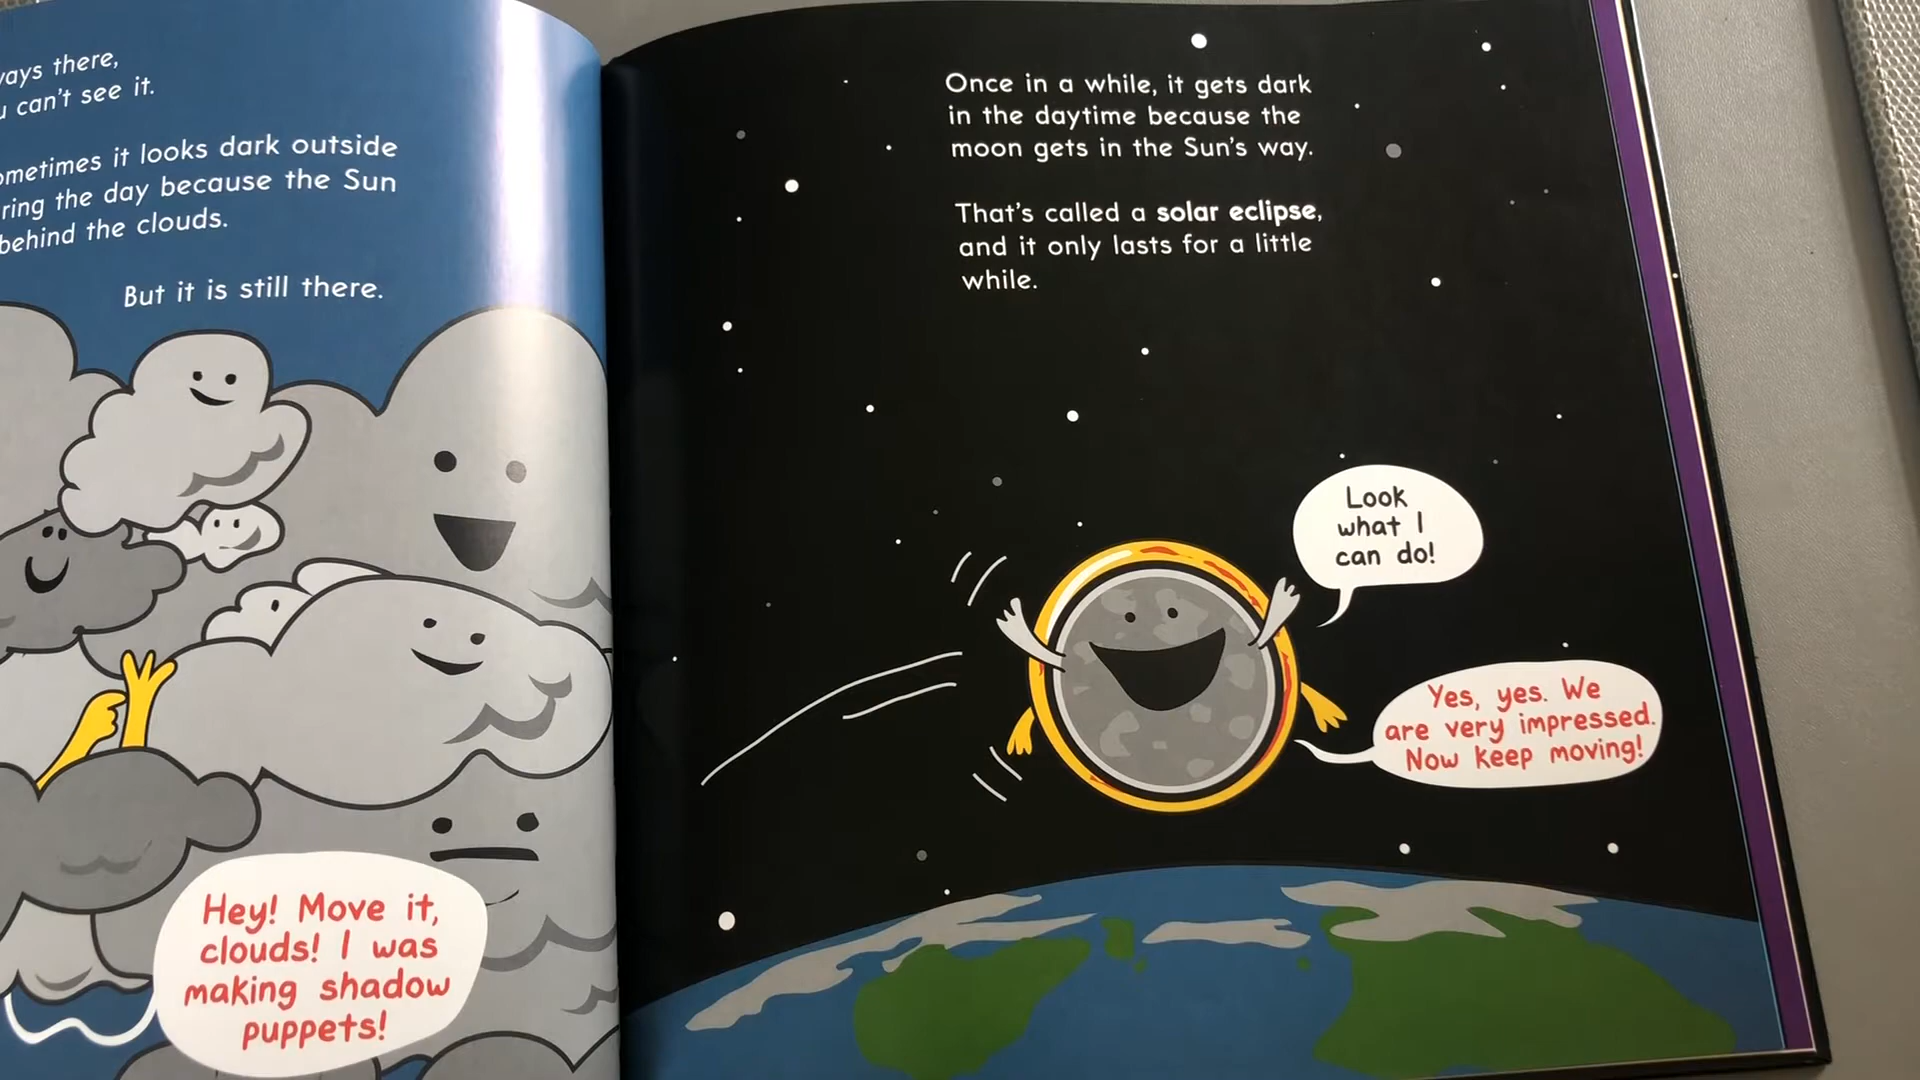 there,
can't see it.
it looks dark outside
the day because the Sun
behind the clouds.
But it is still there.
Hey! Move it,
clouds! I was
making shadow
puppets!
Once in a while, it gets dark
in the daytime because the
moon gets in the Sun's way.
That's called a solar eclipse,
and it only lasts for a little
while.
Look
what I
can do!
Yes, yes. We
are very impressed.
Now keep moving!